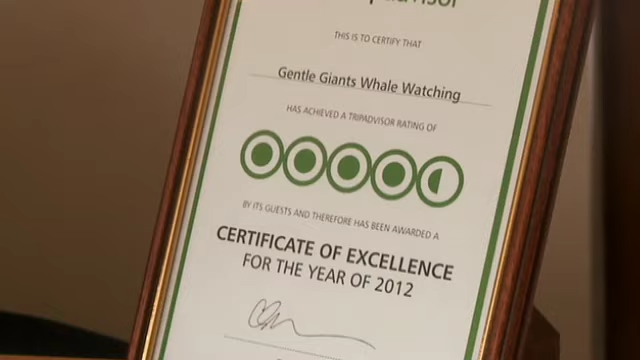 tripadvisor
THIS IS TO CERTIFY THAT
Gentle Giants Whale Watching
HAS ACHIEVED A TRIPADVISOR RATING OF
BY ITS GUESTS AND THEREFORE HAS BEEN AWARDED A
CERTIFICATE OF EXCELLENCE
FOR THE YEAR OF 2012